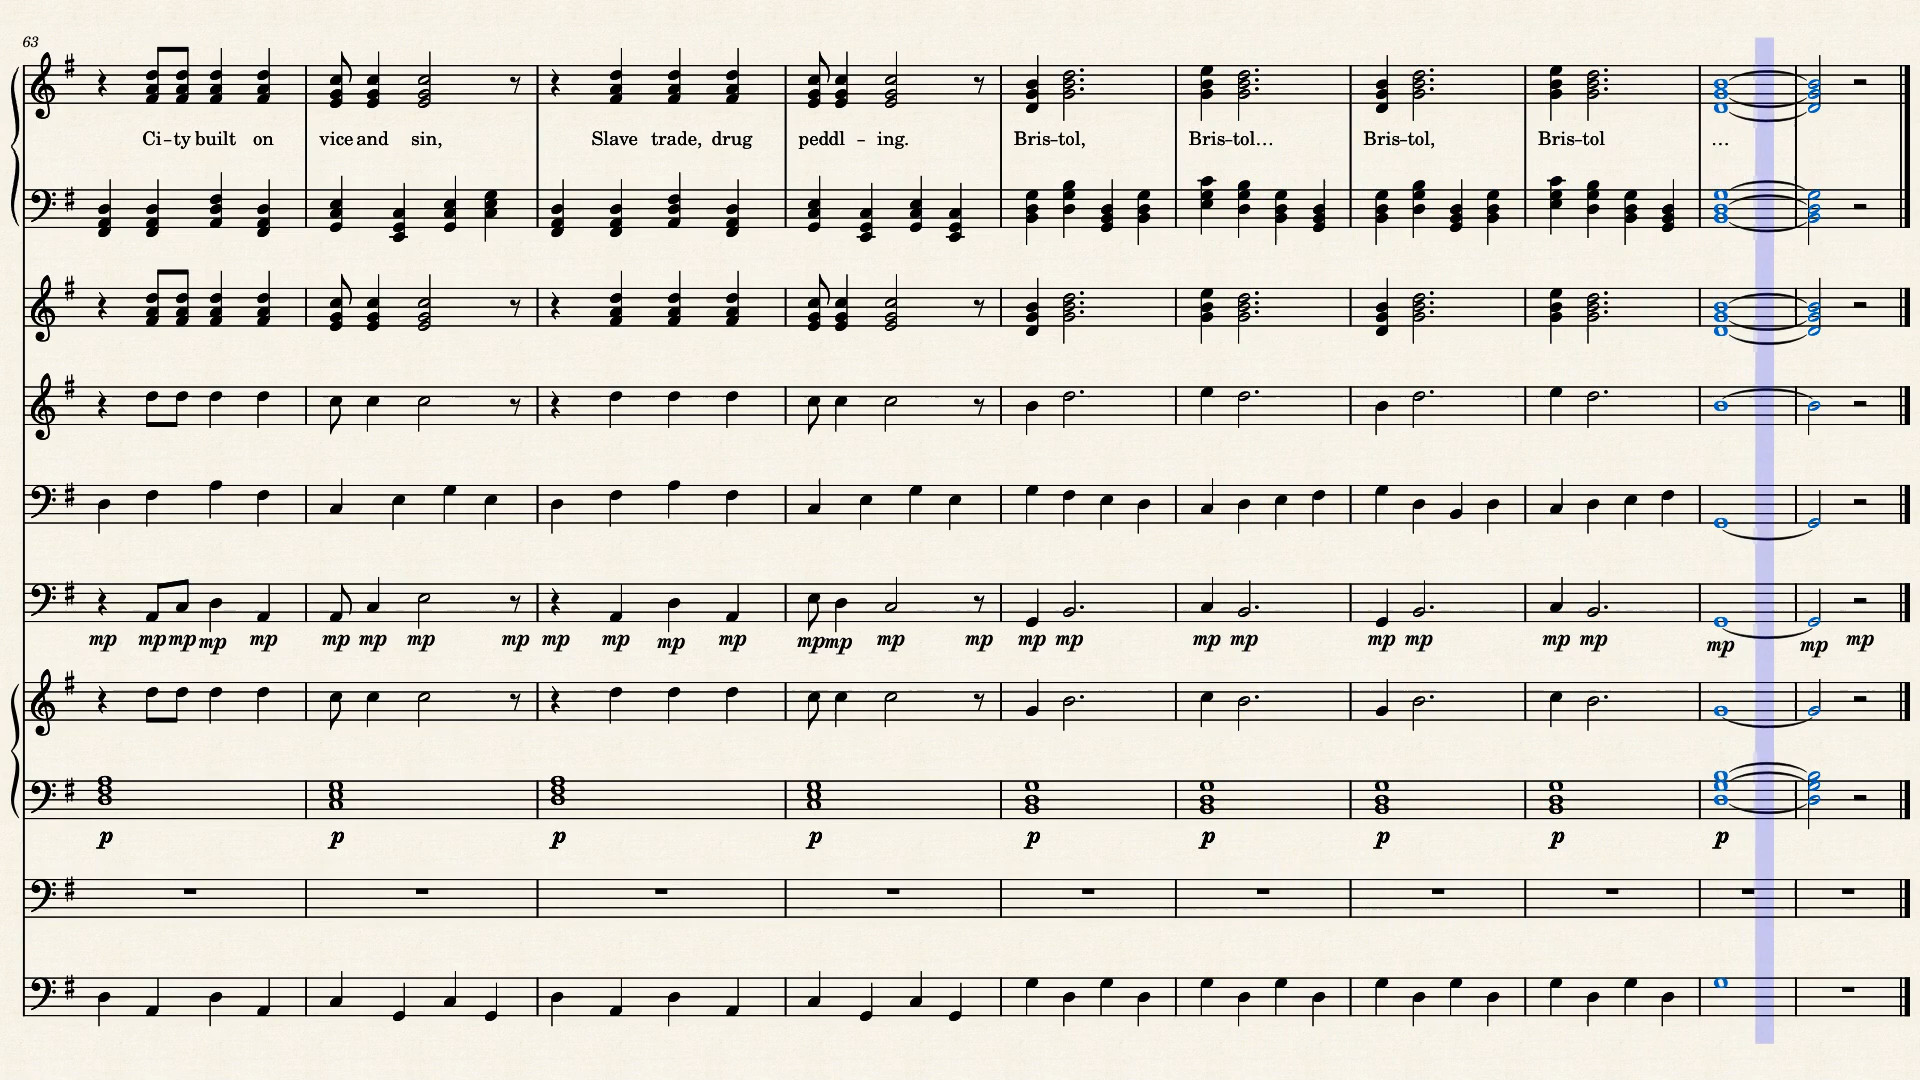 63
Ci–ty built on vice and sin, Slave trade, drug peddl – ing. Bris–tol, Bris–tol... Bris–tol, Bris–tol ...
mp mp mp mp mp mp mp mp mp mp mp mp mp mp mp mp mp mp mp mp mp mp mp mp mp mp mp mp
p p p p p p p p p